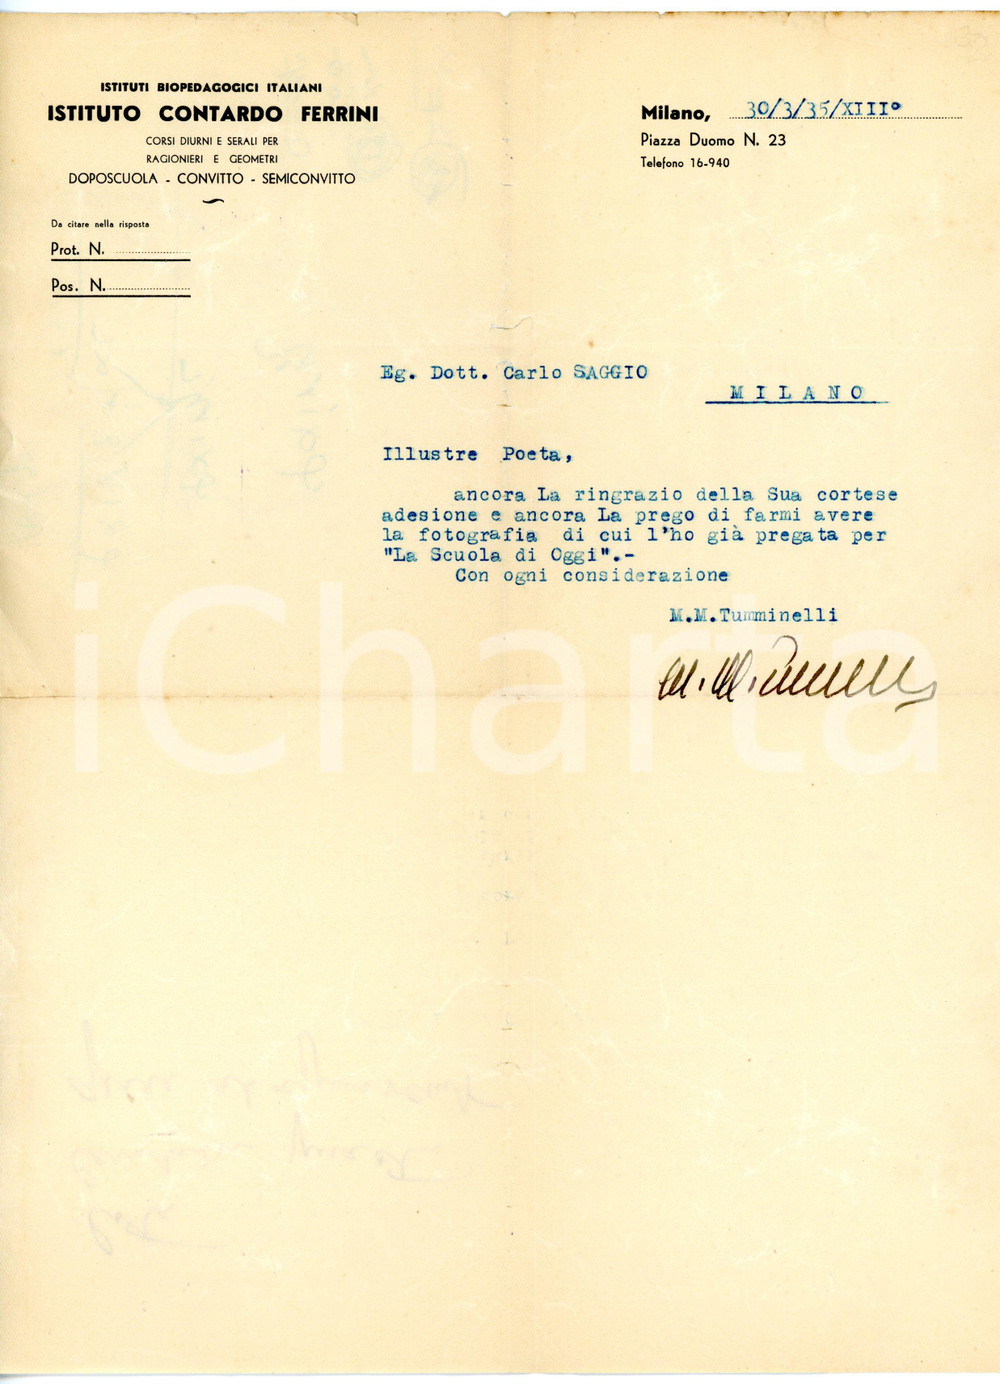 ISTITUTI BIOPEDAGOGICI ITALIANI
ISTITUTO CONTARDO FERRINI
CORSI DIURNI E SERALI PER
RAGIONIERI E GEOMETRI
DOPOSCUOLA - CONVITTO - SEMICONVITTO
Da citare nella risposta
Prot. N.
Pos. N.
Milano, 30/3/35/XIII°
Piazza Duomo N. 23
Telefono 16-940
Eg. Dott. Carlo SAGGIO
MILANO
Illustre Poeta,
ancora La ringrazio della Sua cortese
adesione e ancora La prego di farmi avere
la fotografia di cui l'ho già pregata per
"La Scuola di Oggi".-
Con ogni considerazione
M.M.Tumminelli
iCharta